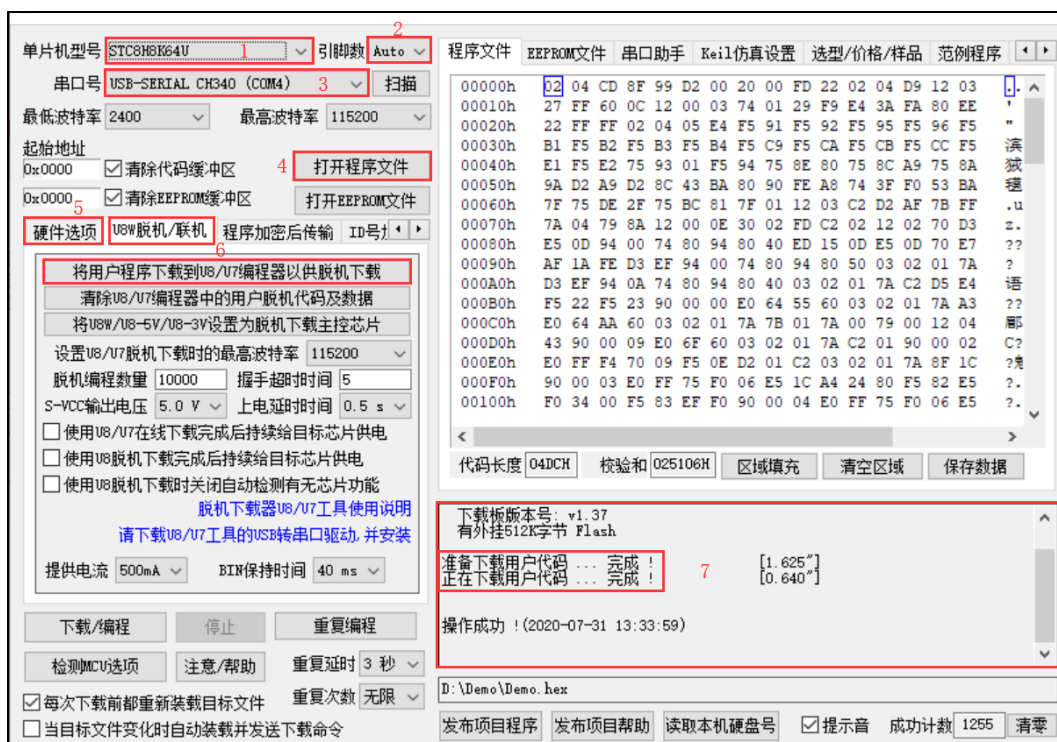 单片机型号 STC8H8K64U 1 引脚数 Auto 2
串口号 USB-SERIAL CH340 (COM4) 3 扫描
最低波特率 2400 最高波特率 115200
起始地址
0x0000 清除代码缓冲区 4 打开程序文件
0x0000 清除EEPROM缓冲区 打开EEPROM文件
5
硬件选项 U8W脱机/联机 程序加密后传输 ID号
6
将用户程序下载到U8/U7编程器以供脱机下载
清除U8/U7编程器中的用户脱机代码及数据
将U8W/U8-5V/U8-3V设置为脱机下载主控芯片
设置U8/U7脱机下载时的最高波特率 115200
脱机编程数量 10000 握手超时时间 5
S-VCC输出电压 5.0 V 上电延时时间 0.5 s
使用U8/U7在线下载完成后持续给目标芯片供电
使用U8脱机下载完成后持续给目标芯片供电
使用U8脱机下载时关闭自动检测有无芯片功能
脱机下载器U8/U7工具使用说明
请下载U8/U7工具的USB转串口驱动,并安装
提供电流 500mA BIN保持时间 40 ms
下载/编程 停止 重复编程
检测MCU选项 注意/帮助 重复延时 3 秒
每次下载前都重新装载目标文件 重复次数 无限
当目标文件变化时自动装载并发送下载命令
程序文件 EEPROM文件 串口助手 Keil仿真设置 选型/价格/样品 范例程序
00000h 02 04 CD 8F 99 D2 00 20 00 FD 22 02 04 D9 12 03 ..
00010h 27 FF 60 0C 12 00 03 74 01 29 F9 E4 3A FA 80 EE '
00020h 22 FF FF 02 04 05 E4 F5 91 F5 92 F5 95 F5 96 F5 "
00030h B1 F5 B2 F5 B3 F5 B4 F5 C9 F5 CA F5 CB F5 CC F5 滨
00040h E1 F5 E2 75 93 01 F5 94 75 8E 80 75 8C A9 75 8A
00050h 9A D2 A9 D2 8C 43 BA 80 90 FE A8 74 3F F0 53 BA
00060h 7F 75 DE 2F 75 BC 81 7F 01 12 03 C2 D2 AF 7B FF .u
00070h 7A 04 79 8A 12 00 0E 30 02 FD C2 02 12 02 70 D3 z.
00080h E5 0D 94 00 74 80 94 80 40 ED 15 0D E5 0D 70 E7 ??
00090h AF 1A FE D3 EF 94 00 74 80 94 80 50 03 02 01 7A ?
000A0h D3 EF 94 0A 74 80 94 80 40 03 02 01 7A C2 D5 E4 语
000B0h F5 22 F5 23 90 00 00 E0 64 55 60 03 02 01 7A A3 ??
000C0h E0 64 AA 60 03 02 01 7A 7B 01 7A 00 79 00 12 04 郿
000D0h 43 90 00 09 E0 6F 60 03 02 01 7A C2 01 90 00 02 C?
000E0h E0 FF F4 70 09 F5 0E D2 01 C2 03 02 01 7A 8F 1C
000F0h 90 00 03 E0 FF 75 F0 06 E5 1C A4 24 80 F5 82 E5 ?.
00100h F0 34 00 F5 83 EF F0 90 00 04 E0 FF 75 F0 06 E5 ?.
代码长度 04DCH 校验和 025106H 区域填充 清空区域 保存数据
下载板版本号: v1.37
有外挂512K字节 Flash
准备下载用户代码 ... 完成 ! [1.625"]
正在下载用户代码 ... 完成 ! [0.640"]
7
操作成功 !(2020-07-31 13:33:59)
D:\Demo\Demo.hex
发布项目程序 发布项目帮助 读取本机硬盘号 提示音 成功计数 1255 清零